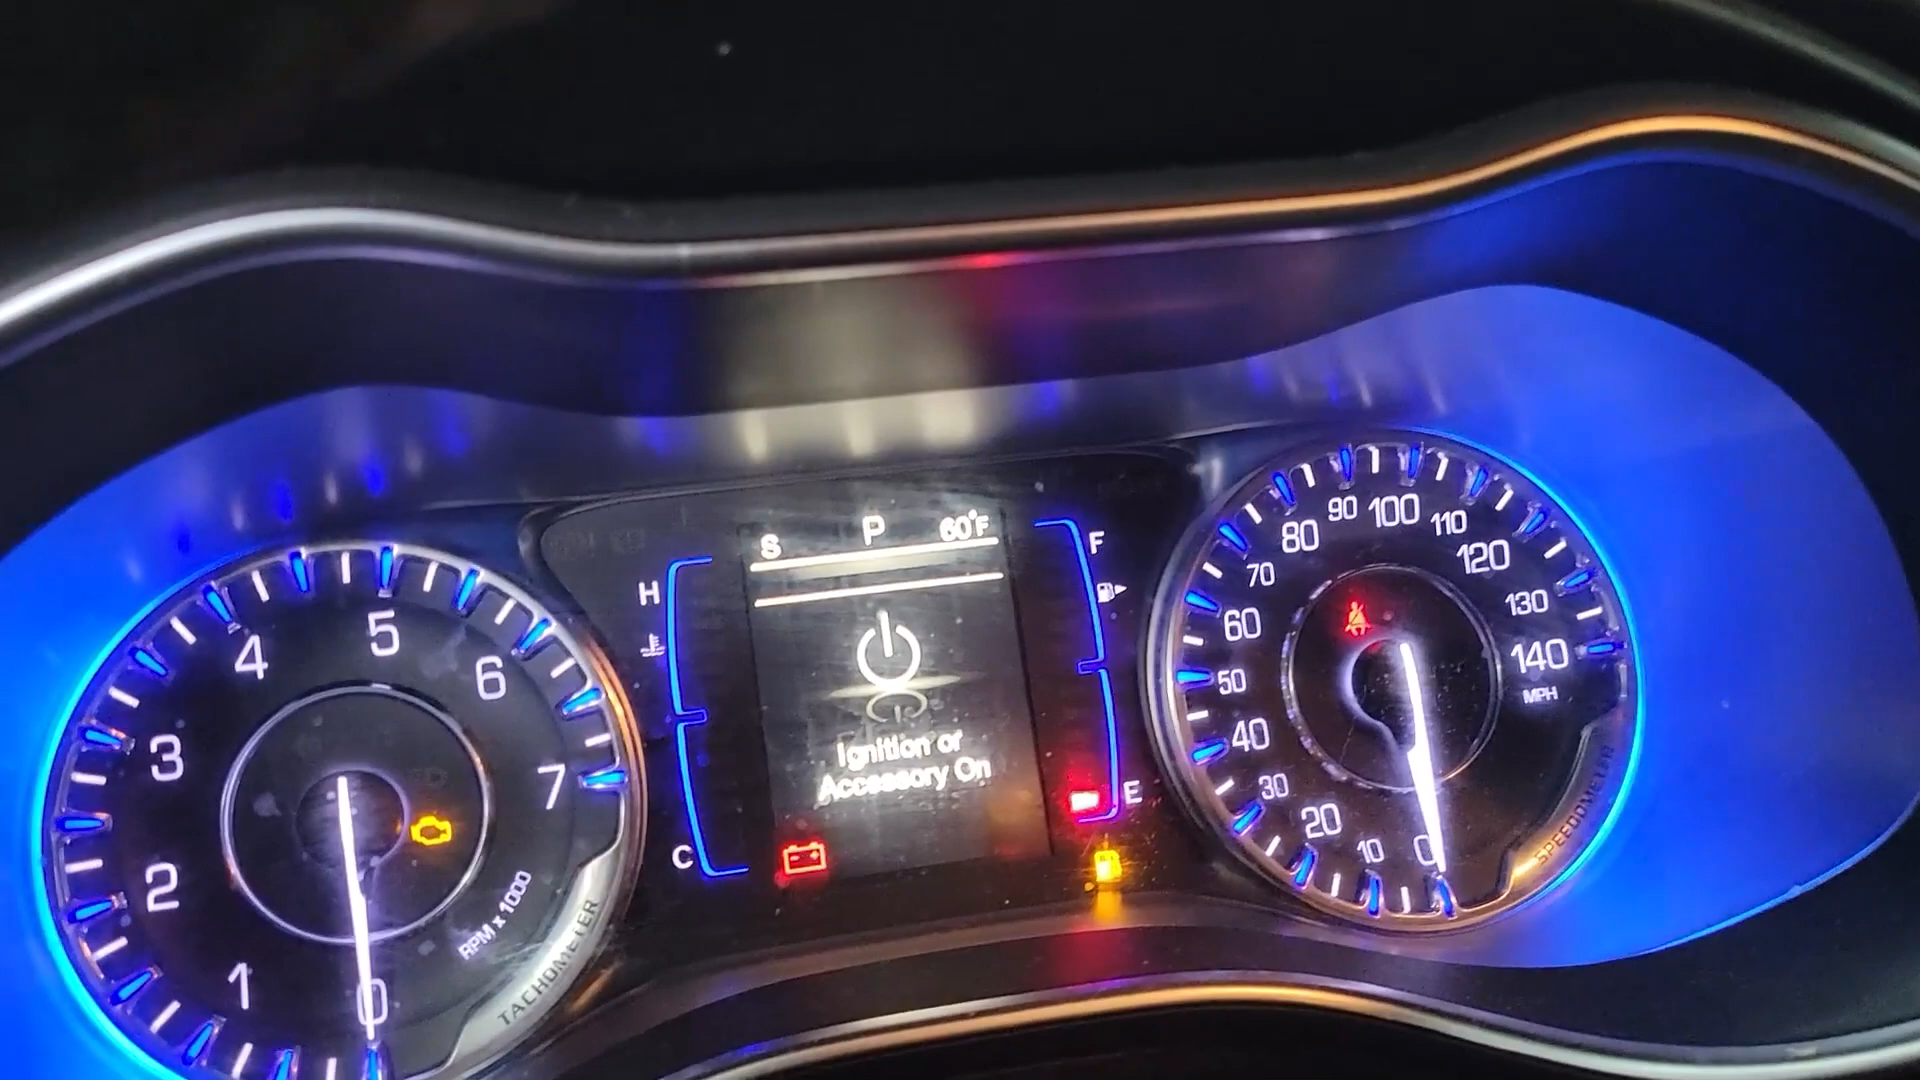 S P 60°F
H
F
Ignition or
Accessory On
C
E
0
1
2
3
4
5
6
7
RPM x 1000
TACHOMETER
0
10
20
30
40
50
60
70
80
90
100
110
120
130
140
MPH
SPEEDOMETER